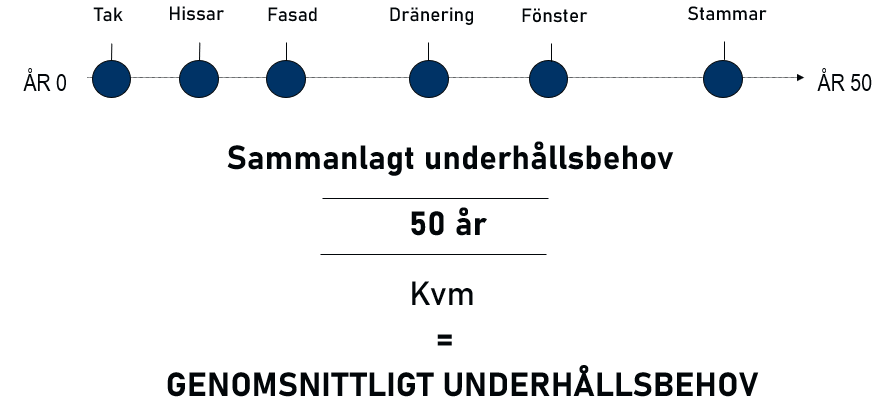 Tak Hissar Fasad Dränering Fönster Stammar
ÅR 0 ÅR 50
Sammanlagt underhållsbehov
50 år
Kvm
=
GENOMSNITTLIGT UNDERHÅLLSBEHOV